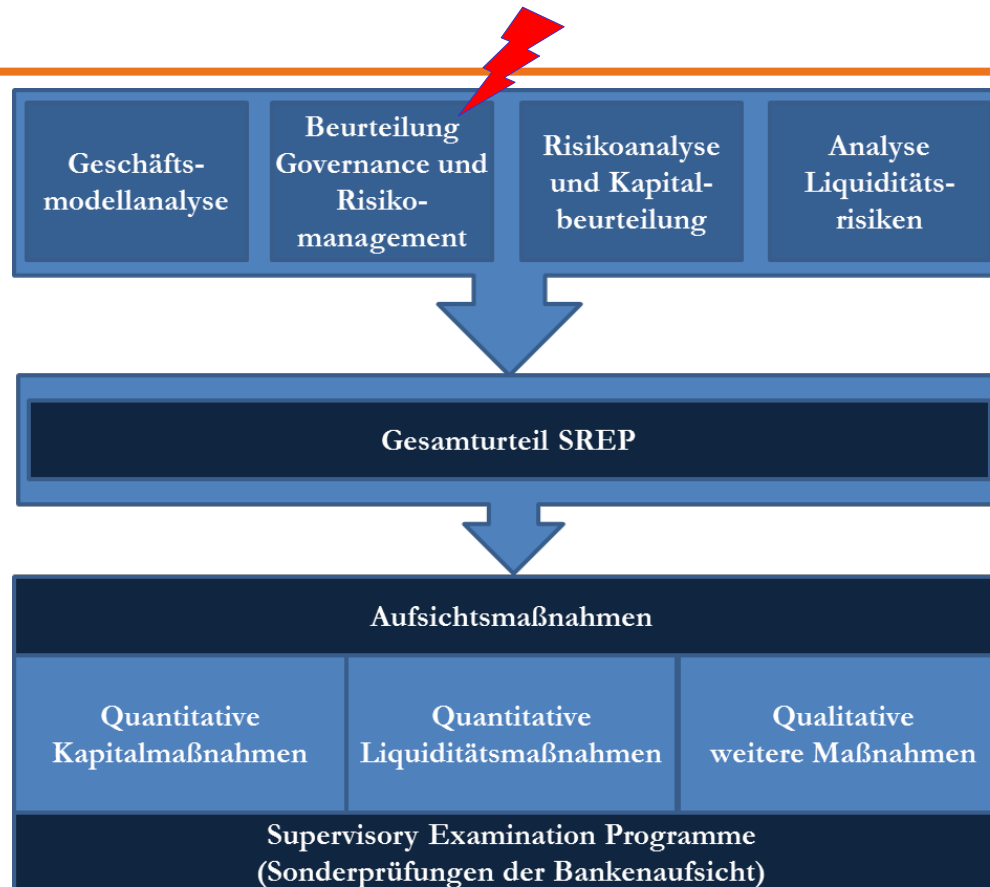 Geschäfts-
modellanalyse
Beurteilung
Governance und
Risiko-
management
Risikoanalyse
und Kapital-
beurteilung
Analyse
Liquiditäts-
risiken
Gesamturteil SREP
Aufsichtsmaßnahmen
Quantitative
Kapitalmaßnahmen
Quantitative
Liquiditätsmaßnahmen
Qualitative
weitere Maßnahmen
Supervisory Examination Programme
(Sonderprüfungen der Bankenaufsicht)